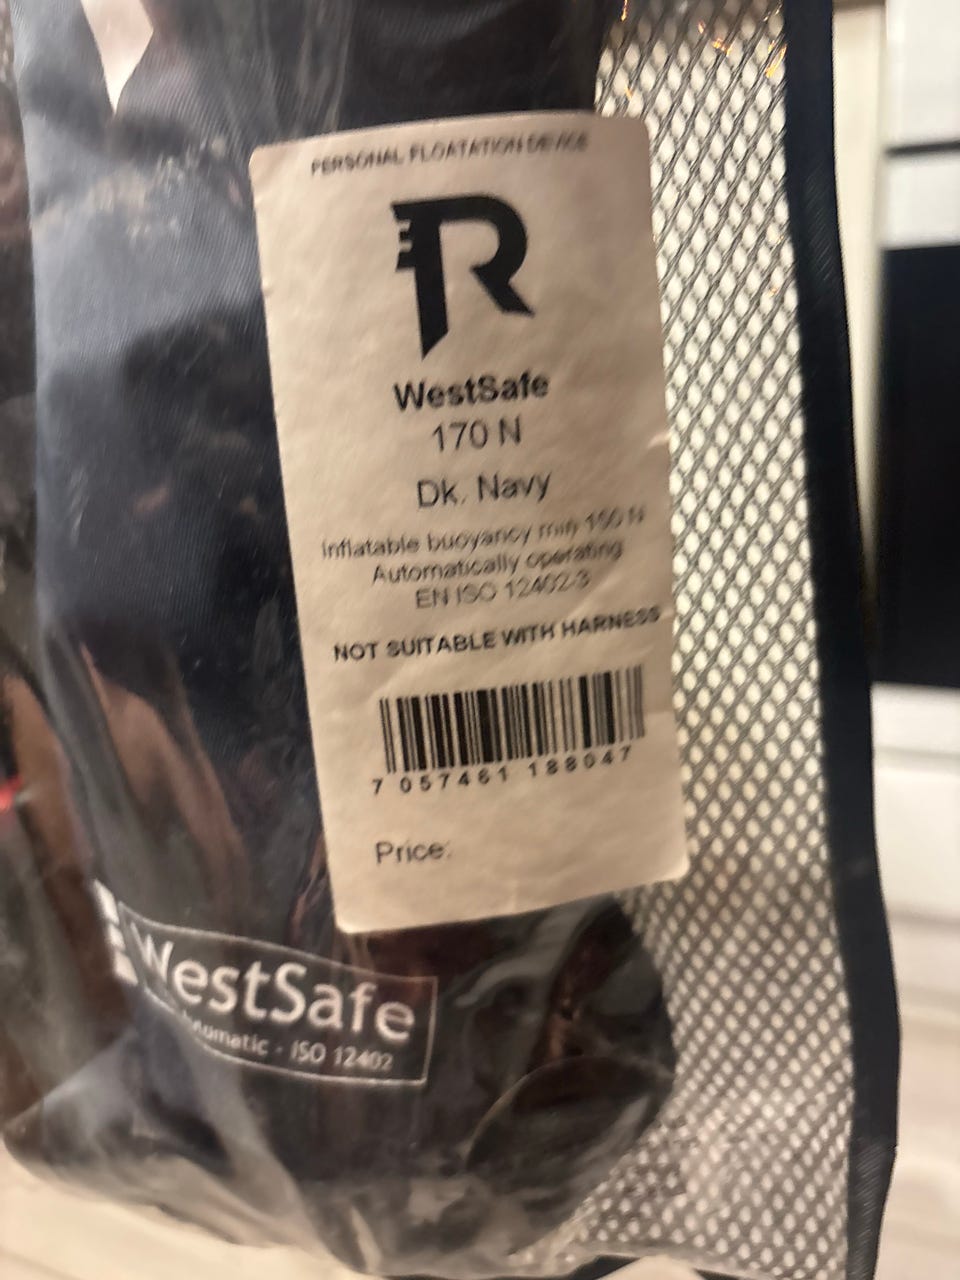 PERSONAL FLOATATION DEVICE
R
WestSafe
170 N
Dk. Navy
Inflatable buoyancy min 150 N
Automatically operating
EN ISO 12402-3
NOT SUITABLE WITH HARNESS
7 057461 188047
Price:
WestSafe
- ISO 12402